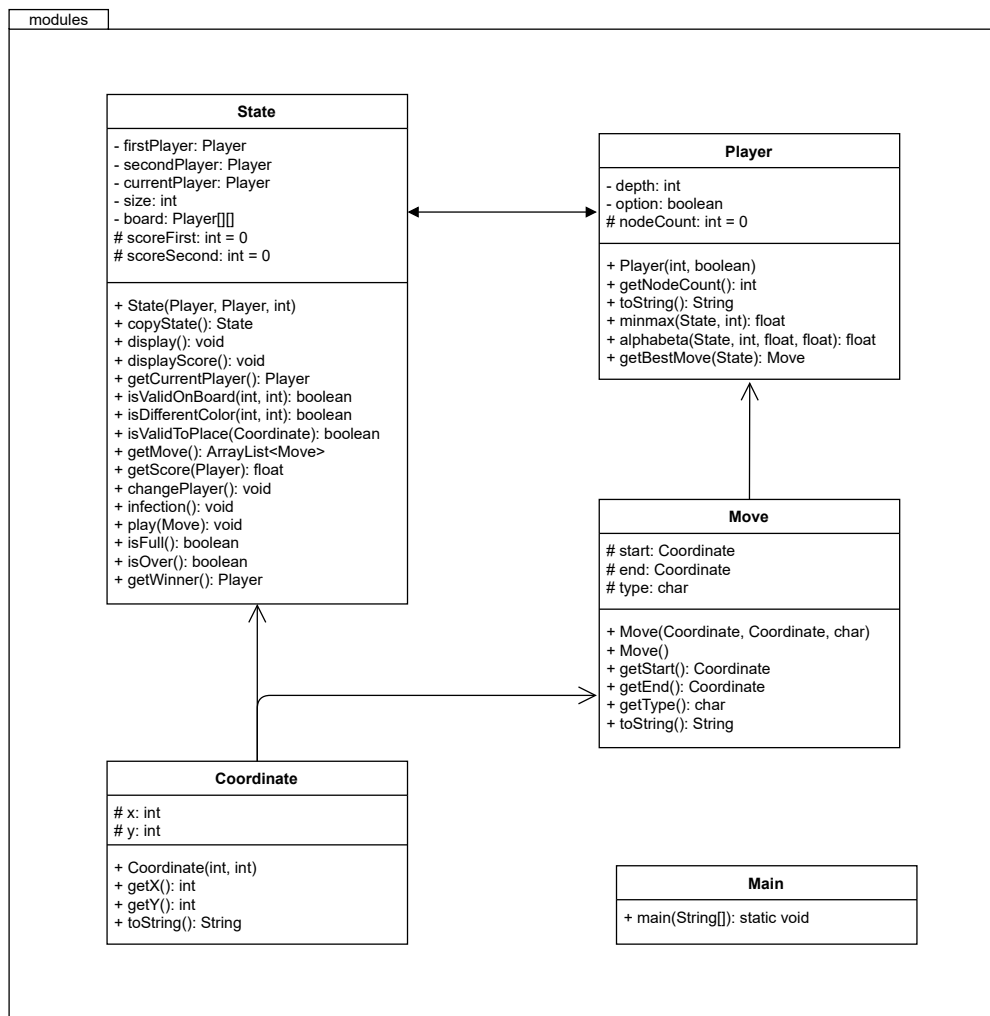 modules
State
- firstPlayer: Player
- secondPlayer: Player
- currentPlayer: Player
- size: int
- board: Player[][]
# scoreFirst: int = 0
# scoreSecond: int = 0
+ State(Player, Player, int)
+ copyState(): State
+ display(): void
+ displayScore(): void
+ getCurrentPlayer(): Player
+ isValidOnBoard(int, int): boolean
+ isDifferentColor(int, int): boolean
+ isValidToPlace(Coordinate): boolean
+ getMove(): ArrayList<Move>
+ getScore(Player): float
+ changePlayer(): void
+ infection(): void
+ play(Move): void
+ isFull(): boolean
+ isOver(): boolean
+ getWinner(): Player
Player
- depth: int
- option: boolean
# nodeCount: int = 0
+ Player(int, boolean)
+ getNodeCount(): int
+ toString(): String
+ minmax(State, int): float
+ alphabeta(State, int, float, float): float
+ getBestMove(State): Move
Move
# start: Coordinate
# end: Coordinate
# type: char
+ Move(Coordinate, Coordinate, char)
+ Move()
+ getStart(): Coordinate
+ getEnd(): Coordinate
+ getType(): char
+ toString(): String
Coordinate
# x: int
# y: int
+ Coordinate(int, int)
+ getX(): int
+ getY(): int
+ toString(): String
Main
+ main(String[]): static void